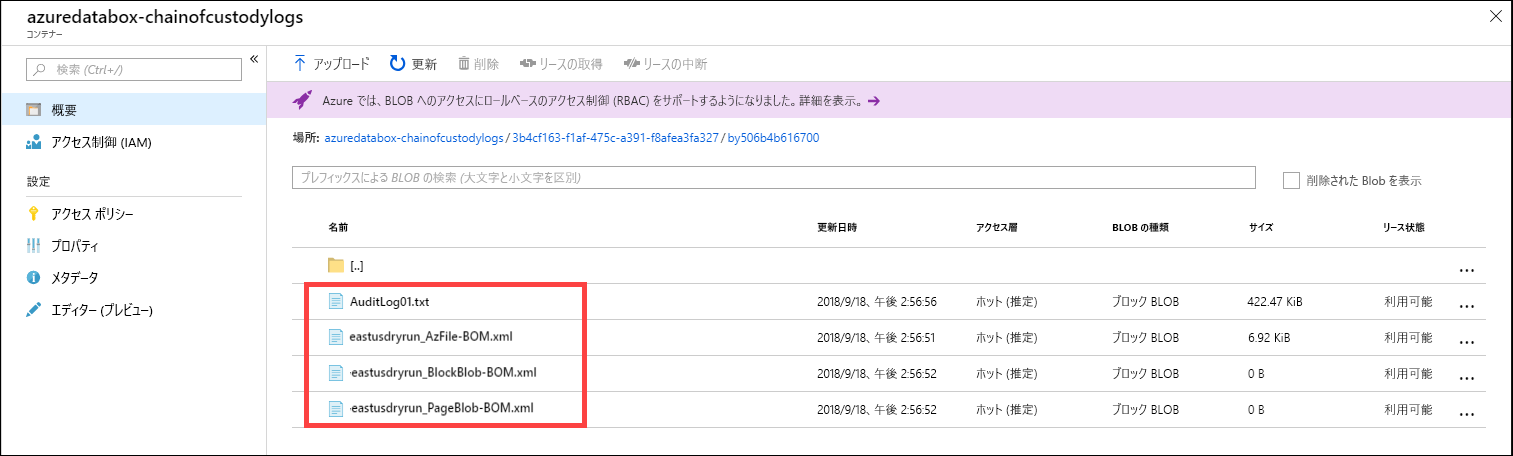 azuredatabox-chainofcustodylogs
コンテナー
検索 (Ctrl+/)
«
概要
アクセス制御 (IAM)
設定
アクセス ポリシー
プロパティ
メタデータ
エディター (プレビュー)
アップロード 更新 削除 リースの取得 リースの中断
Azure では、BLOB へのアクセスにロールベースのアクセス制御 (RBAC) をサポートするようになりました。詳細を表示。 →
場所: azuredatabox-chainofcustodylogs / 3b4cf163-f1af-475c-a391-f8afea3fa327 / by506b4b616700
プレフィックスによる BLOB の検索 (大文字と小文字を区別) 削除された Blob を表示
名前 更新日時 アクセス層 BLOB の種類 サイズ リース状態
[..] ...
AuditLog01.txt 2018/9/18、午後 2:56:56 ホット (推定) ブロック BLOB 422.47 KiB 利用可能 ...
eastusdryrun_AzFile-BOM.xml 2018/9/18、午後 2:56:51 ホット (推定) ブロック BLOB 6.92 KiB 利用可能 ...
eastusdryrun_BlockBlob-BOM.xml 2018/9/18、午後 2:56:52 ホット (推定) ブロック BLOB 0 B 利用可能 ...
eastusdryrun_PageBlob-BOM.xml 2018/9/18、午後 2:56:52 ホット (推定) ブロック BLOB 0 B 利用可能 ...